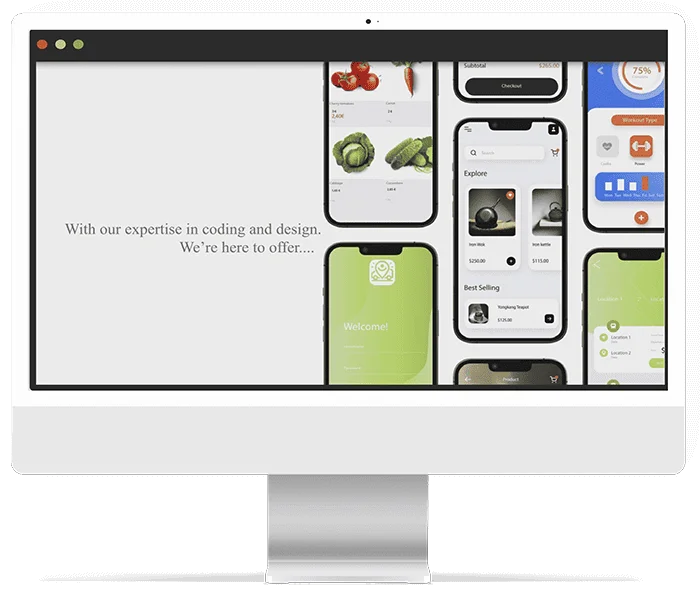 With our expertise in coding and design.
We're here to offer....
Cabbage
Subtotal $265.00
Checkout
Search
Explore
Iron Wok
$250.00
Iron kettle
$115.00
Best Selling
Yongkang Teapot
$125.00
Product
Welcome!
75%
Workout Type
Power
Location 1
Location 2